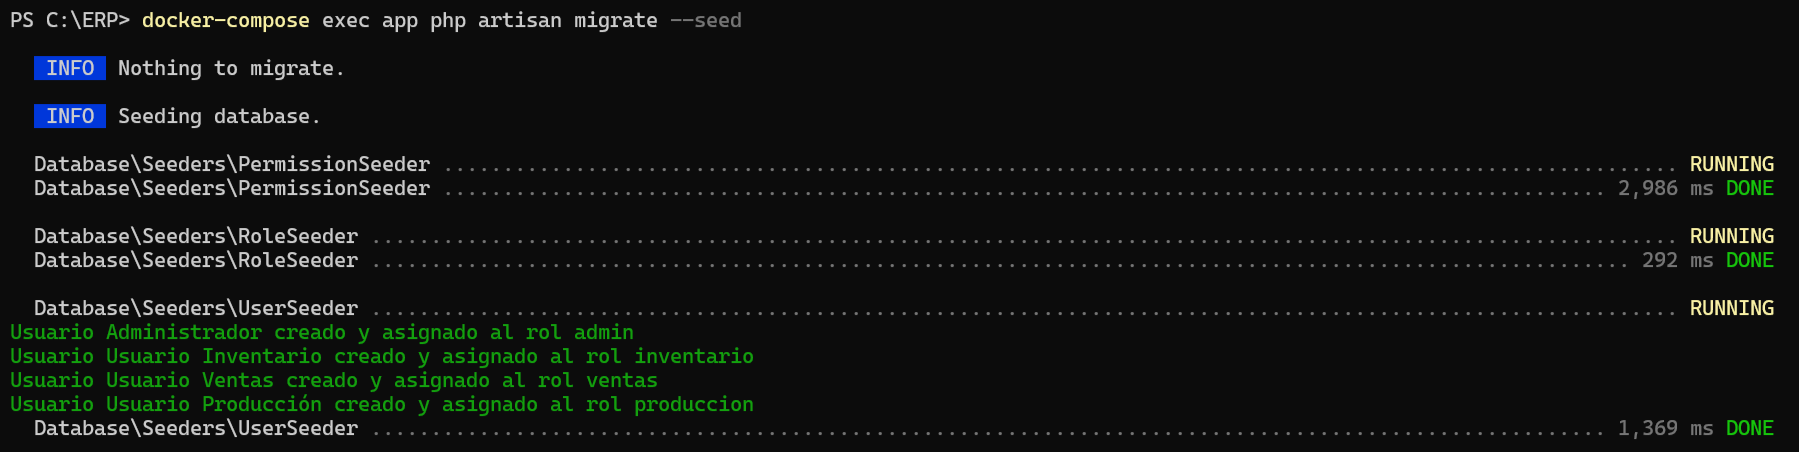 PS C:\ERP> docker-compose exec app php artisan migrate --seed
INFO Nothing to migrate.
INFO Seeding database.
Database\Seeders\PermissionSeeder ....................................................................................................... RUNNING
Database\Seeders\PermissionSeeder ................................................................................................. 2,986 ms DONE
Database\Seeders\RoleSeeder ............................................................................................................. RUNNING
Database\Seeders\RoleSeeder ......................................................................................................... 292 ms DONE
Database\Seeders\UserSeeder ............................................................................................................. RUNNING
Usuario Administrador creado y asignado al rol admin
Usuario Usuario Inventario creado y asignado al rol inventario
Usuario Usuario Ventas creado y asignado al rol ventas
Usuario Usuario Producción creado y asignado al rol produccion
Database\Seeders\UserSeeder ....................................................................................................... 1,369 ms DONE